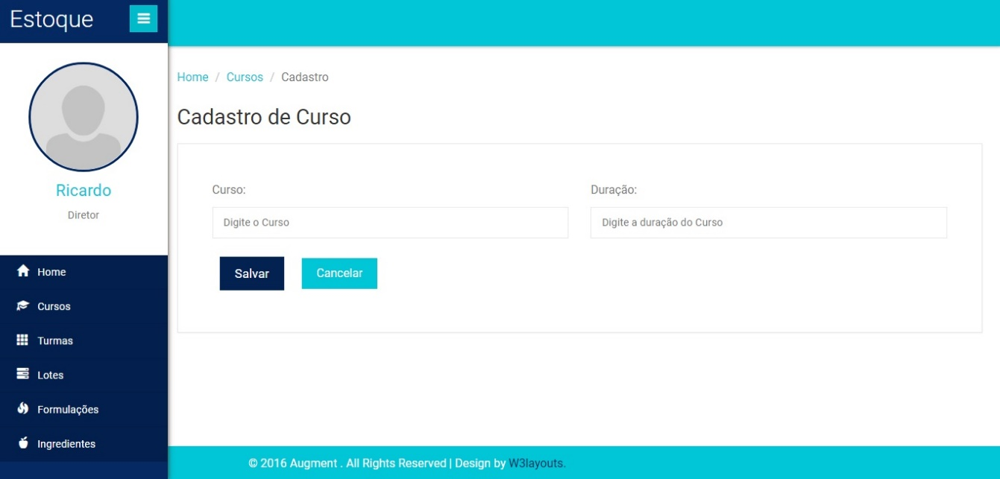 Estoque
Ricardo
Diretor
Home
Cursos
Turmas
Lotes
Formulações
Ingredientes
Home / Cursos / Cadastro
Cadastro de Curso
Curso: Duração:
Digite o Curso Digite a duração do Curso
Salvar Cancelar
© 2016 Augment . All Rights Reserved | Design by W3layouts.